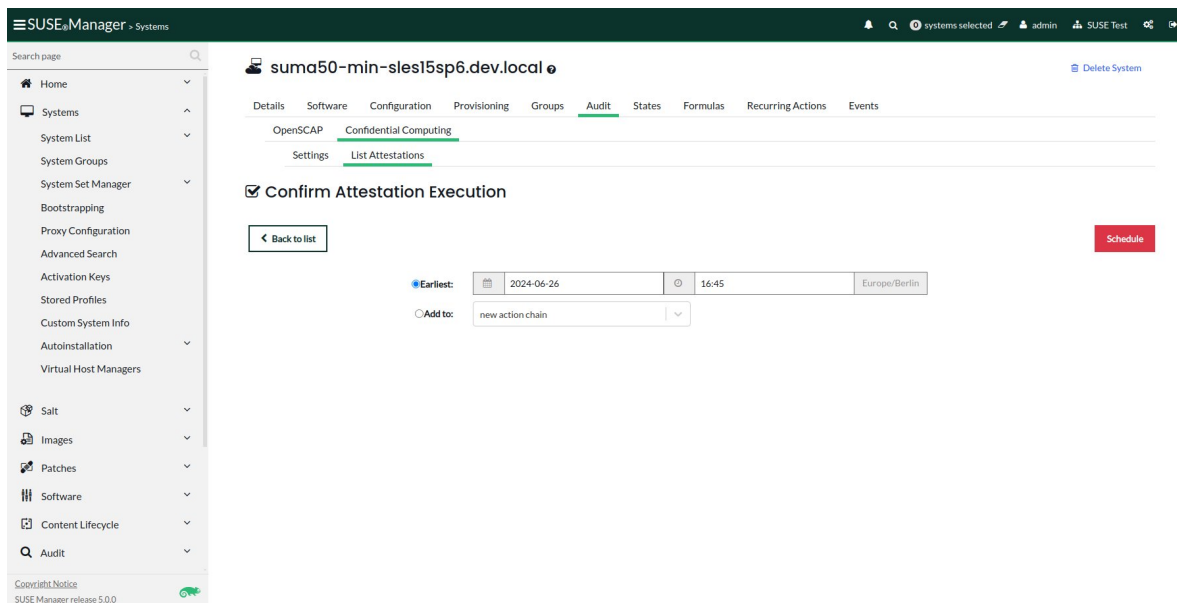 SUSE®Manager > Systems
0 systems selected admin SUSE Test
Search page
Home
Systems
System List
System Groups
System Set Manager
Bootstrapping
Proxy Configuration
Advanced Search
Activation Keys
Stored Profiles
Custom System Info
Autoinstallation
Virtual Host Managers
Salt
Images
Patches
Software
Content Lifecycle
Audit
Copyright Notice
SUSE Manager release 5.0.0
suma50-min-sles15sp6.dev.local
Delete System
Details Software Configuration Provisioning Groups Audit States Formulas Recurring Actions Events
OpenSCAP Confidential Computing
Settings List Attestations
Confirm Attestation Execution
Back to list Schedule
Earliest: 2024-06-26 16:45 Europe/Berlin
Add to: new action chain